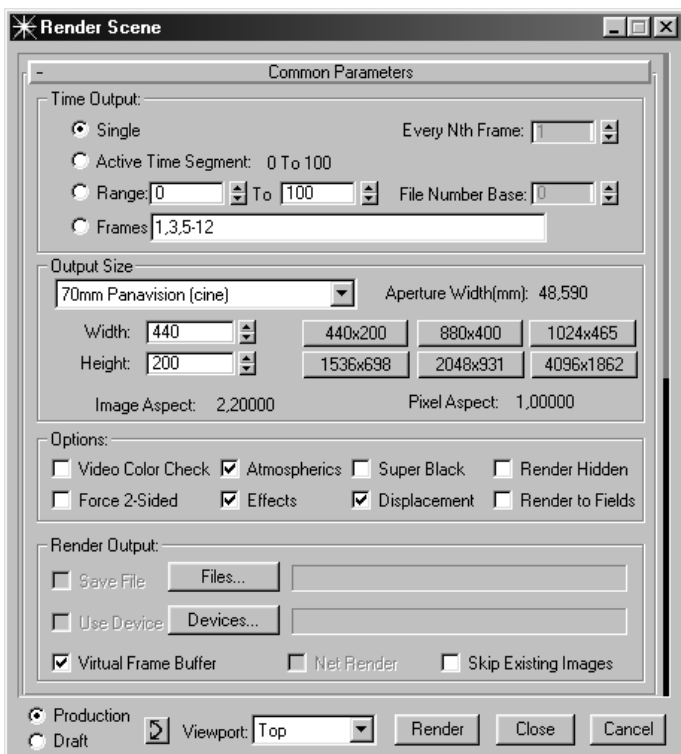 Render Scene
- Common Parameters
Time Output:
Single Every Nth Frame: 1
Active Time Segment: 0 To 100
Range: 0 To 100 File Number Base: 0
Frames 1,3,5-12
Output Size
70mm Panavision (cine) Aperture Width(mm): 48,590
Width: 440 440x200 880x400 1024x465
Height: 200 1536x698 2048x931 4096x1862
Image Aspect: 2,20000 Pixel Aspect: 1,00000
Options:
Video Color Check Atmospherics Super Black Render Hidden
Force 2-Sided Effects Displacement Render to Fields
Render Output:
Save File Files...
Use Device Devices...
Virtual Frame Buffer Net Render Skip Existing Images
Production
Draft Viewport: Top Render Close Cancel